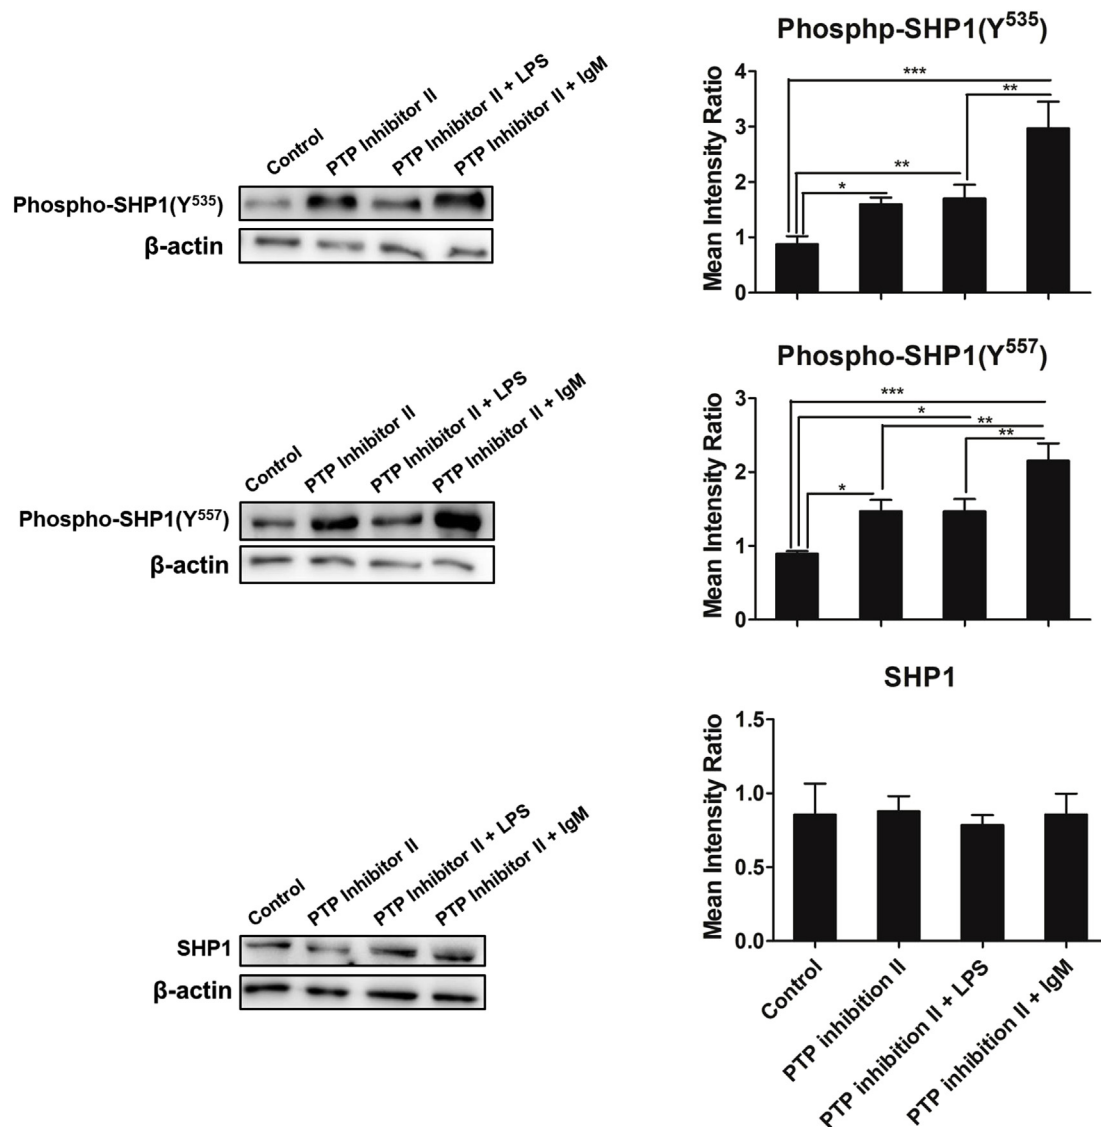 Control
PTP Inhibitor II
PTP Inhibitor II + LPS
PTP Inhibitor II + IgM
Phospho-SHP1(Y535)
β-actin
Phosphp-SHP1(Y535)
Mean Intensity Ratio
4
3
2
1
0
***
**
**
*
Control
PTP Inhibitor II
PTP Inhibitor II + LPS
PTP Inhibitor II + IgM
Phospho-SHP1(Y557)
β-actin
Phospho-SHP1(Y557)
Mean Intensity Ratio
3
2
1
0
***
*
**
**
*
Control
PTP Inhibitor II
PTP Inhibitor II + LPS
PTP Inhibitor II + IgM
SHP1
β-actin
SHP1
Mean Intensity Ratio
1.5
1.0
0.5
0.0
Control
PTP inhibition II
PTP inhibition II + LPS
PTP inhibition II + IgM